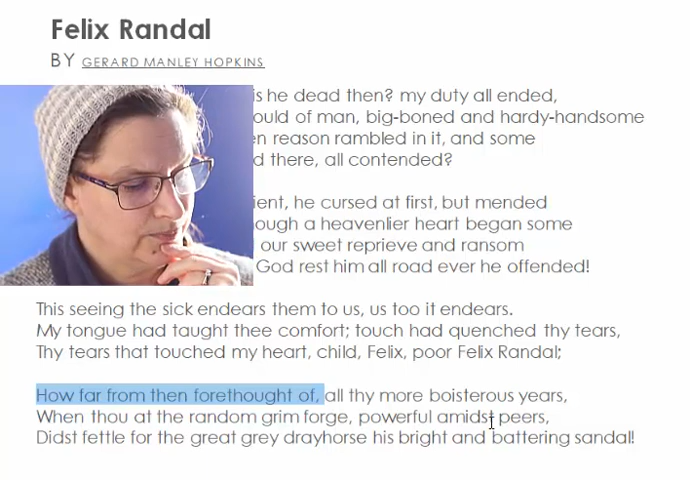 Felix Randal
BY GERARD MANLEY HOPKINS
is he dead then? my duty all ended,
ould of man, big-boned and hardy-handsome
en reason rambled in it, and some
d there, all contended?
ient, he cursed at first, but mended
ough a heavenlier heart began some
our sweet reprieve and ransom
God rest him all road ever he offended!
This seeing the sick endears them to us, us too it endears.
My tongue had taught thee comfort; touch had quenched thy tears,
Thy tears that touched my heart, child, Felix, poor Felix Randal;
How far from then forethought of, all thy more boisterous years,
When thou at the random grim forge, powerful amidst peers,
Didst fettle for the great grey drayhorse his bright and battering sandal!